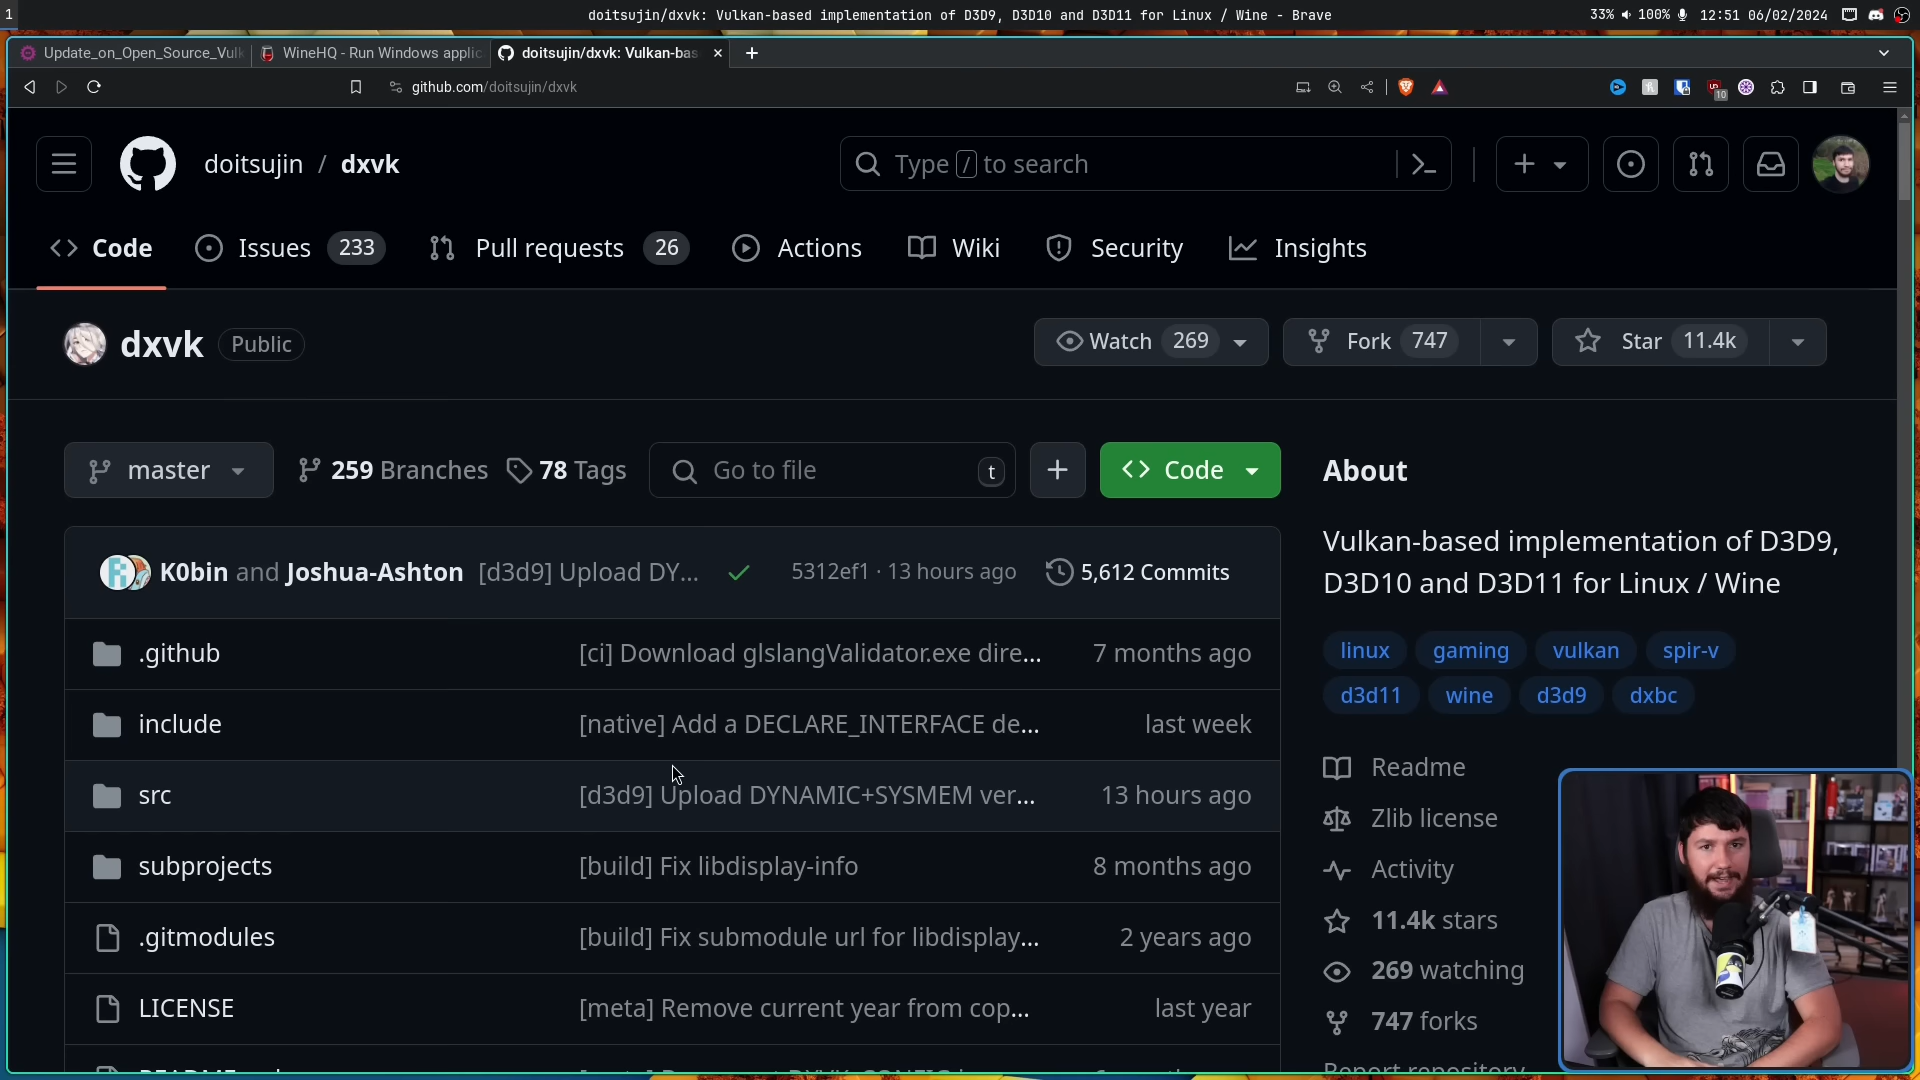 1
doitsujin/dxvk: Vulkan-based implementation of D3D9, D3D10 and D3D11 for Linux / Wine - Brave
33% 100% 12:51 06/02/2024
Update_on_Open_Source_Vul
WineHQ - Run Windows applic
doitsujin/dxvk: Vulkan-bas
github.com/doitsujin/dxvk
10
doitsujin / dxvk
Type / to search
Code
Issues 233
Pull requests 26
Actions
Wiki
Security
Insights
dxvk Public
Watch 269
Fork 747
Star 11.4k
master
259 Branches
78 Tags
Go to file t
Code
K0bin and Joshua-Ashton [d3d9] Upload DY... 5312ef1 · 13 hours ago 5,612 Commits
.github [ci] Download glslangValidator.exe dire... 7 months ago
include [native] Add a DECLARE_INTERFACE de... last week
src [d3d9] Upload DYNAMIC+SYSMEM ver... 13 hours ago
subprojects [build] Fix libdisplay-info 8 months ago
.gitmodules [build] Fix submodule url for libdisplay... 2 years ago
LICENSE [meta] Remove current year from cop... last year
About
Vulkan-based implementation of D3D9,
D3D10 and D3D11 for Linux / Wine
linux gaming vulkan spir-v
d3d11 wine d3d9 dxbc
Readme
Zlib license
Activity
11.4k stars
269 watching
747 forks
Report repository